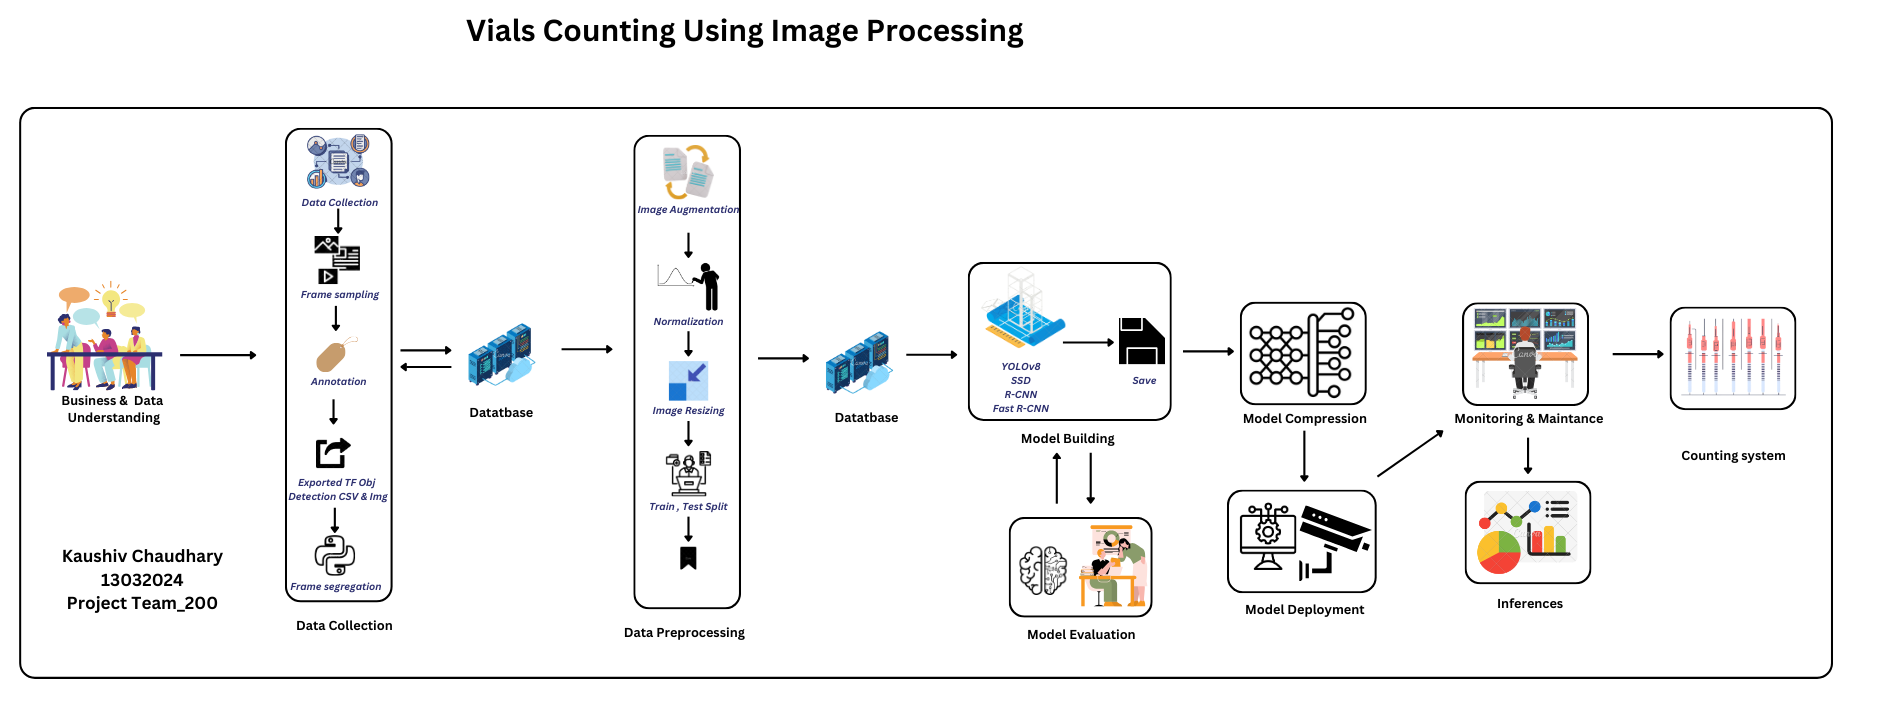 Vials Counting Using Image Processing
Business & Data
Understanding
Kaushiv Chaudhary
13032024
Project Team_200
Data Collection
Frame sampling
Annotation
Exported TF Obj
Detection CSV & Img
Frame segregation
Data Collection
Datatbase
Image Augmentation
Normalization
Image Resizing
Train , Test Split
Data Preprocessing
Datatbase
YOLOv8
SSD
R-CNN
Fast R-CNN
Save
Model Building
Model Evaluation
Model Compression
Model Deployment
Monitoring & Maintance
Inferences
Counting system